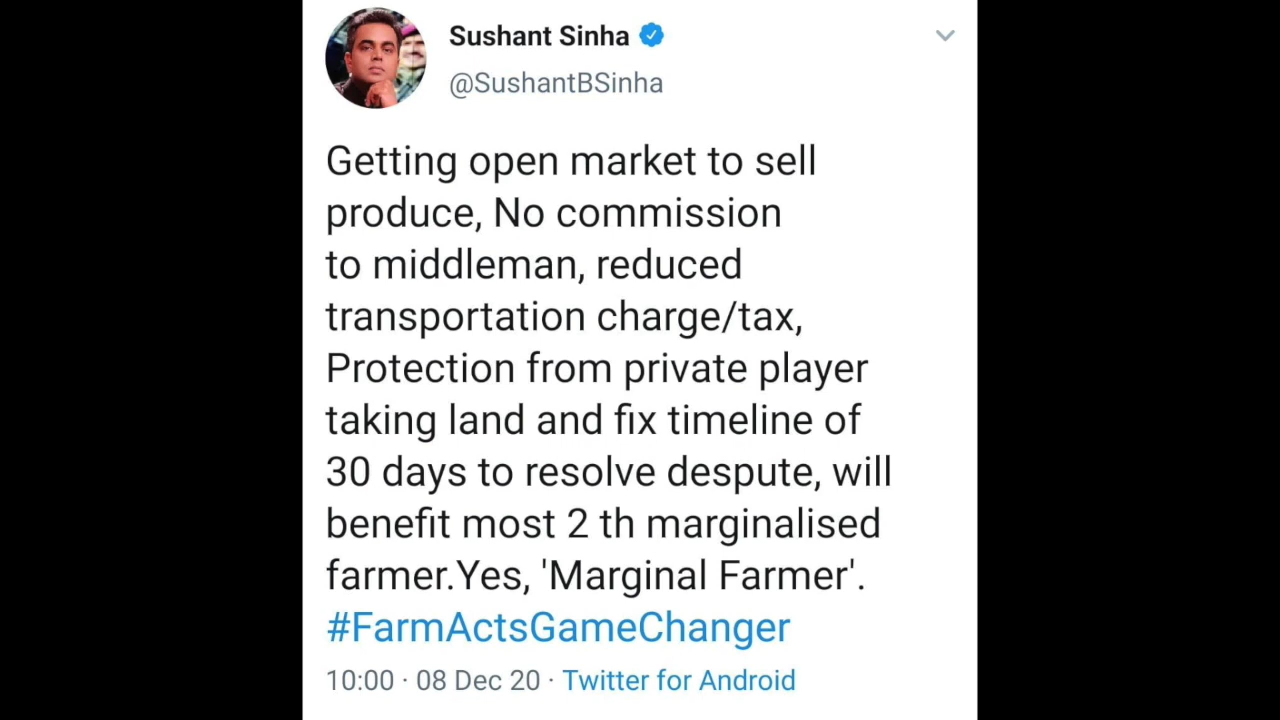 Sushant Sinha
@SushantBSinha
Getting open market to sell
produce, No commission
to middleman, reduced
transportation charge/tax,
Protection from private player
taking land and fix timeline of
30 days to resolve despute, will
benefit most 2 th marginalised
farmer.Yes, 'Marginal Farmer'.
#FarmActsGameChanger
10:00 · 08 Dec 20 · Twitter for Android